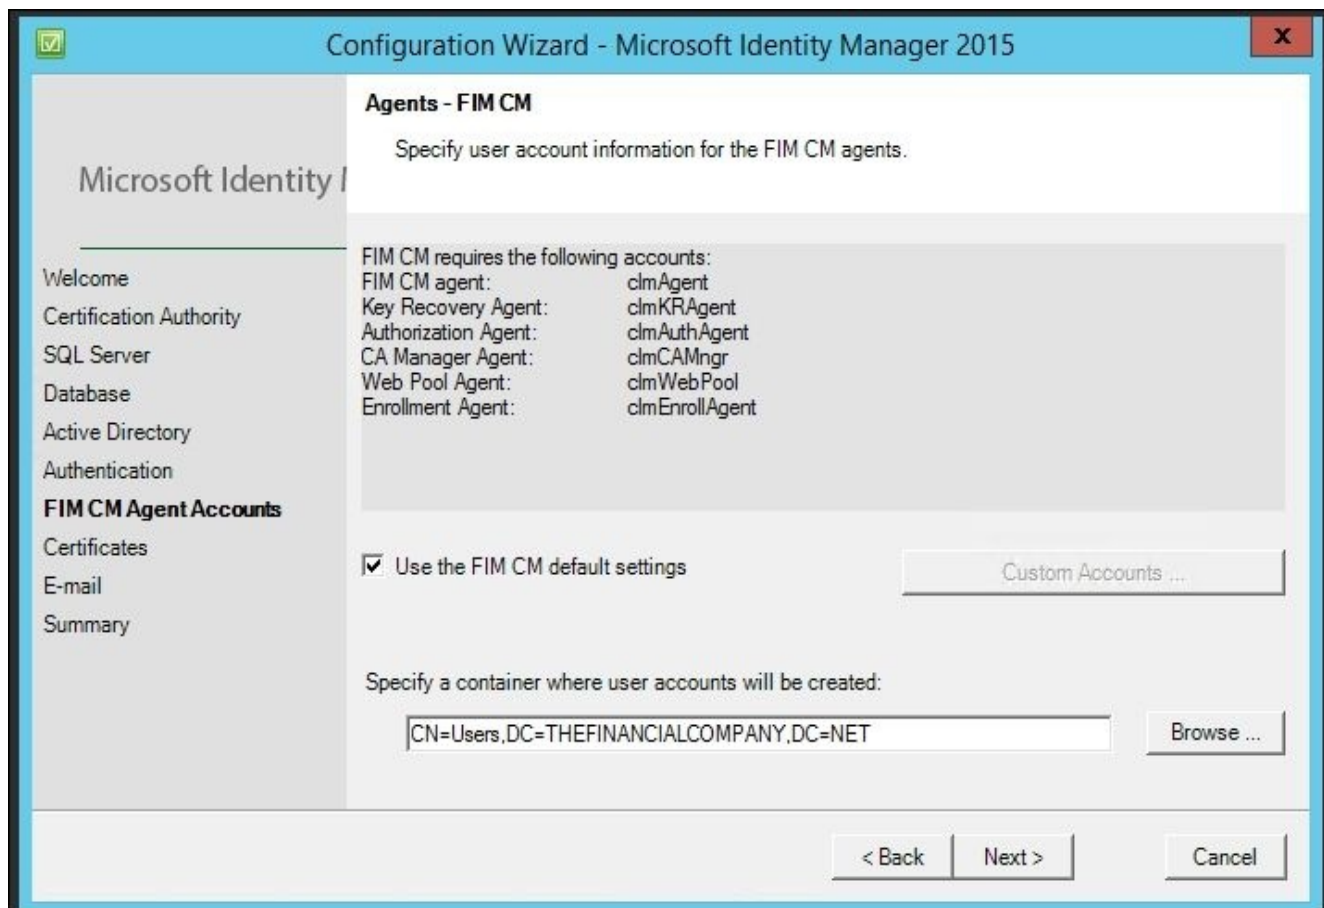 Configuration Wizard - Microsoft Identity Manager 2015
x
Agents - FIM CM
Specify user account information for the FIM CM agents.
Microsoft Identity
Welcome
Certification Authority
SQL Server
Database
Active Directory
Authentication
FIM CM Agent Accounts
Certificates
E-mail
Summary
FIM CM requires the following accounts:
FIM CM agent: clmAgent
Key Recovery Agent: clmKRAgent
Authorization Agent: clmAuthAgent
CA Manager Agent: clmCAMngr
Web Pool Agent: clmWebPool
Enrollment Agent: clmEnrollAgent
Use the FIM CM default settings
Custom Accounts ...
Specify a container where user accounts will be created:
CN=Users,DC=THEFINANCIALCOMPANY,DC=NET
Browse ...
< Back
Next >
Cancel